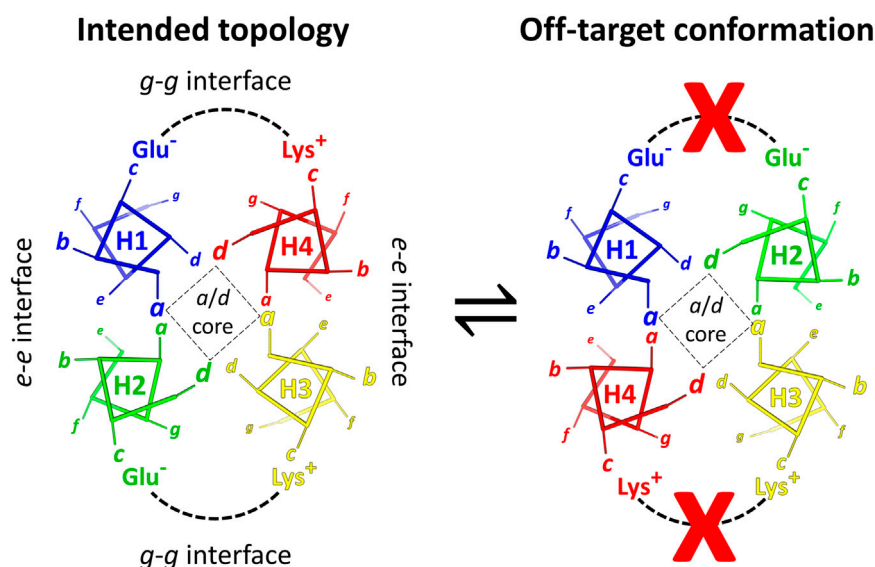 Intended topology
Off-target conformation
g-g interface
Glu⁻
Lys⁺
c
c
f
g
g
f
b
H1
d
d
H4
b
e
e
a
a
a/d
core
a
a
e-e interface
e-e interface
e
e
b
d
d
b
H2
H3
f
g
g
f
c
c
Glu⁻
Lys⁺
g-g interface
X
Glu⁻
Glu⁻
c
c
f
g
g
f
b
H1
d
d
H2
b
e
e
a
a
a/d
core
a
a
e
e
b
d
d
b
H4
H3
f
g
g
f
c
c
Lys⁺
Lys⁺
X